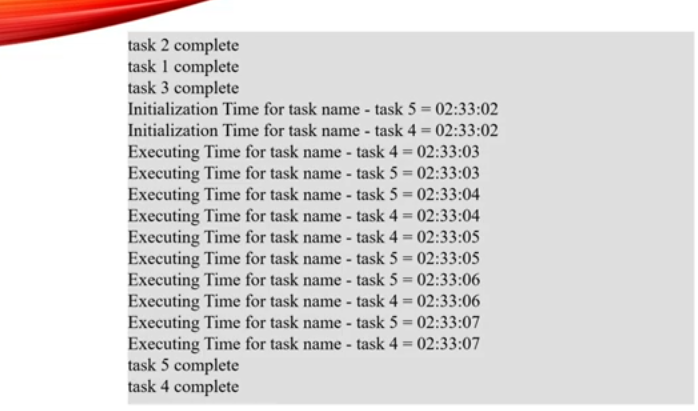 task 2 complete
task 1 complete
task 3 complete
Initialization Time for task name - task 5 = 02:33:02
Initialization Time for task name - task 4 = 02:33:02
Executing Time for task name - task 4 = 02:33:03
Executing Time for task name - task 5 = 02:33:03
Executing Time for task name - task 5 = 02:33:04
Executing Time for task name - task 4 = 02:33:04
Executing Time for task name - task 4 = 02:33:05
Executing Time for task name - task 5 = 02:33:05
Executing Time for task name - task 5 = 02:33:06
Executing Time for task name - task 4 = 02:33:06
Executing Time for task name - task 5 = 02:33:07
Executing Time for task name - task 4 = 02:33:07
task 5 complete
task 4 complete